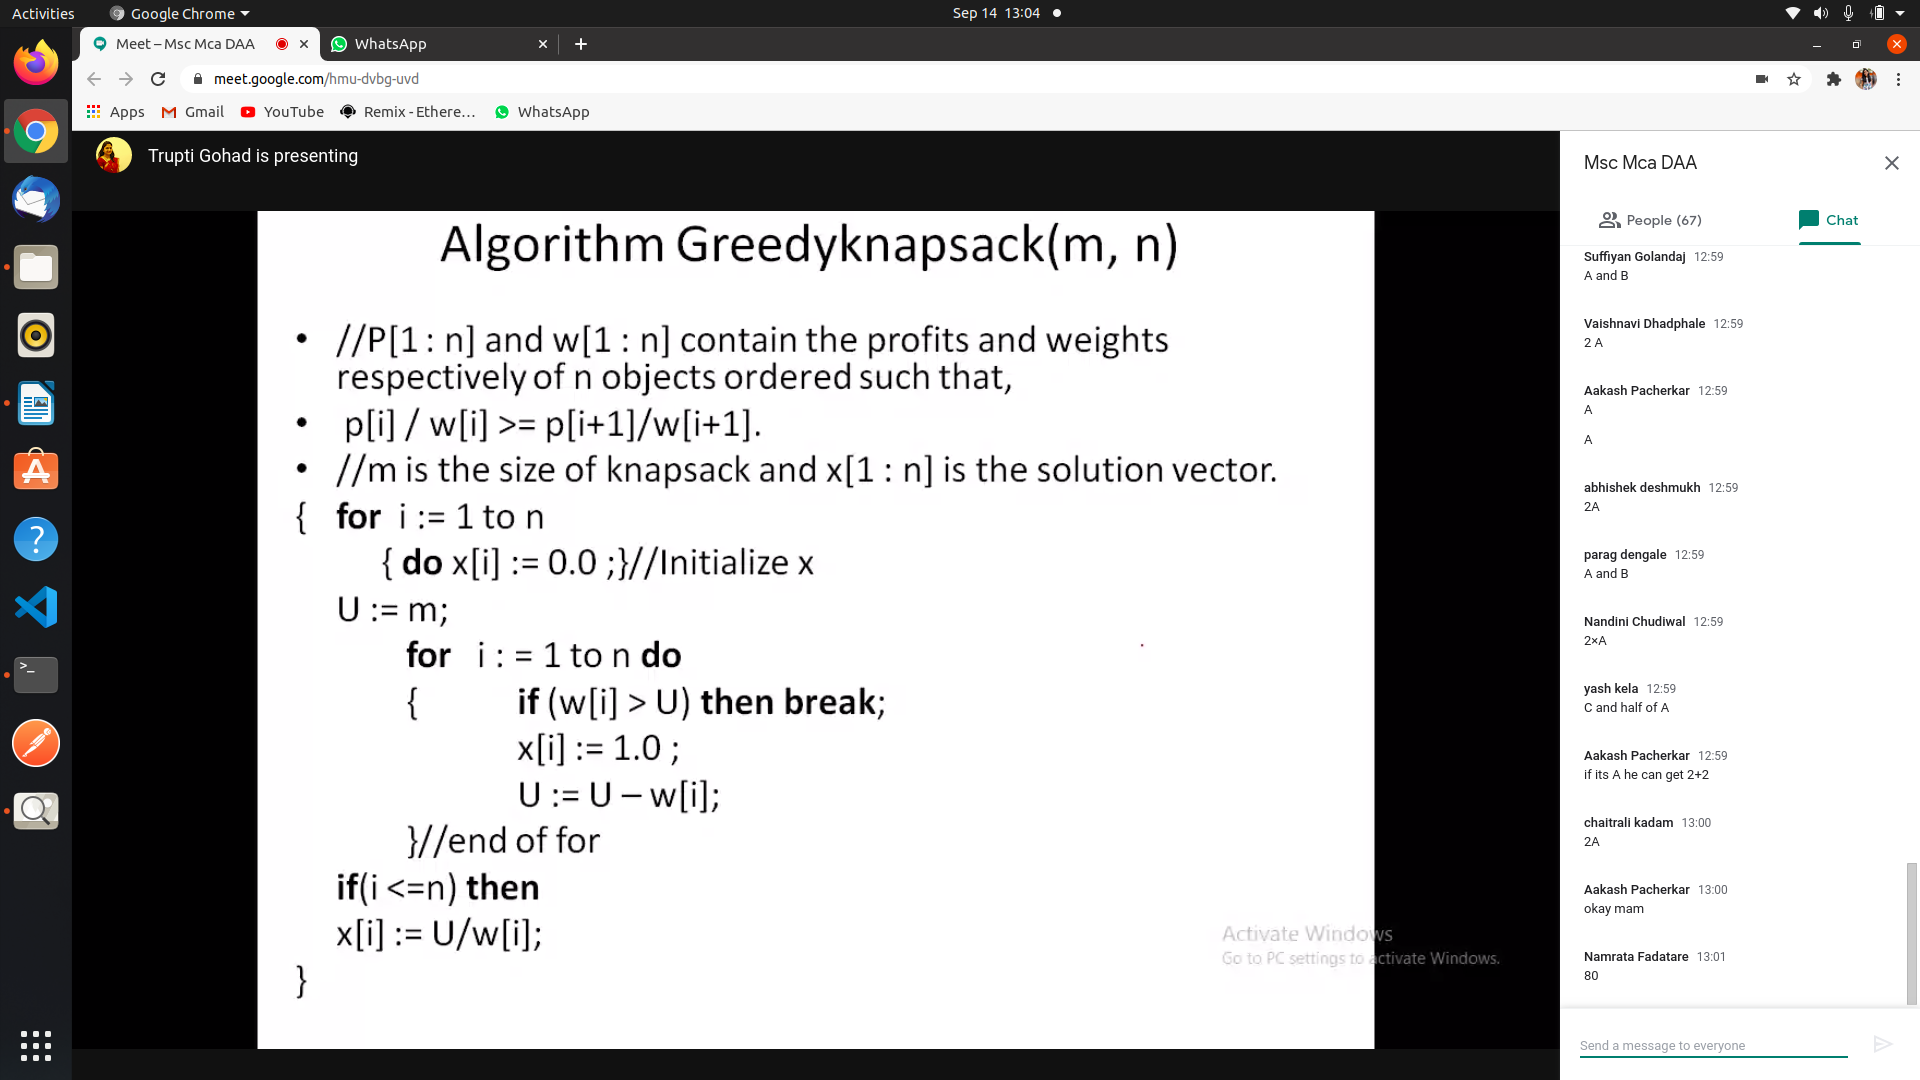 Activities
Google Chrome
Sep 14 13:04
Meet – Msc Mca DAA
WhatsApp
meet.google.com/hmu-dvbg-uvd
Apps
Gmail
YouTube
Remix - Ethere...
WhatsApp
Trupti Gohad is presenting
Algorithm Greedyknapsack(m, n)
• //P[1 : n] and w[1 : n] contain the profits and weights
respectively of n objects ordered such that,
• p[i] / w[i] >= p[i+1]/w[i+1].
• //m is the size of knapsack and x[1 : n] is the solution vector.
{ for i := 1 to n
{ do x[i] := 0.0 ;}//Initialize x
U := m;
for i : = 1 to n do
{ if (w[i] > U) then break;
x[i] := 1.0 ;
U := U – w[i];
}//end of for
if(i <=n) then
x[i] := U/w[i];
}
Activate Windows
Go to PC settings to activate Windows.
Msc Mca DAA
People (67)
Chat
Suffiyan Golandaj 12:59
A and B
Vaishnavi Dhadphale 12:59
2 A
Aakash Pacherkar 12:59
A
A
abhishek deshmukh 12:59
2A
parag dengale 12:59
A and B
Nandini Chudiwal 12:59
2×A
yash kela 12:59
C and half of A
Aakash Pacherkar 12:59
if its A he can get 2+2
chaitrali kadam 13:00
2A
Aakash Pacherkar 13:00
okay mam
Namrata Fadatare 13:01
80
Send a message to everyone